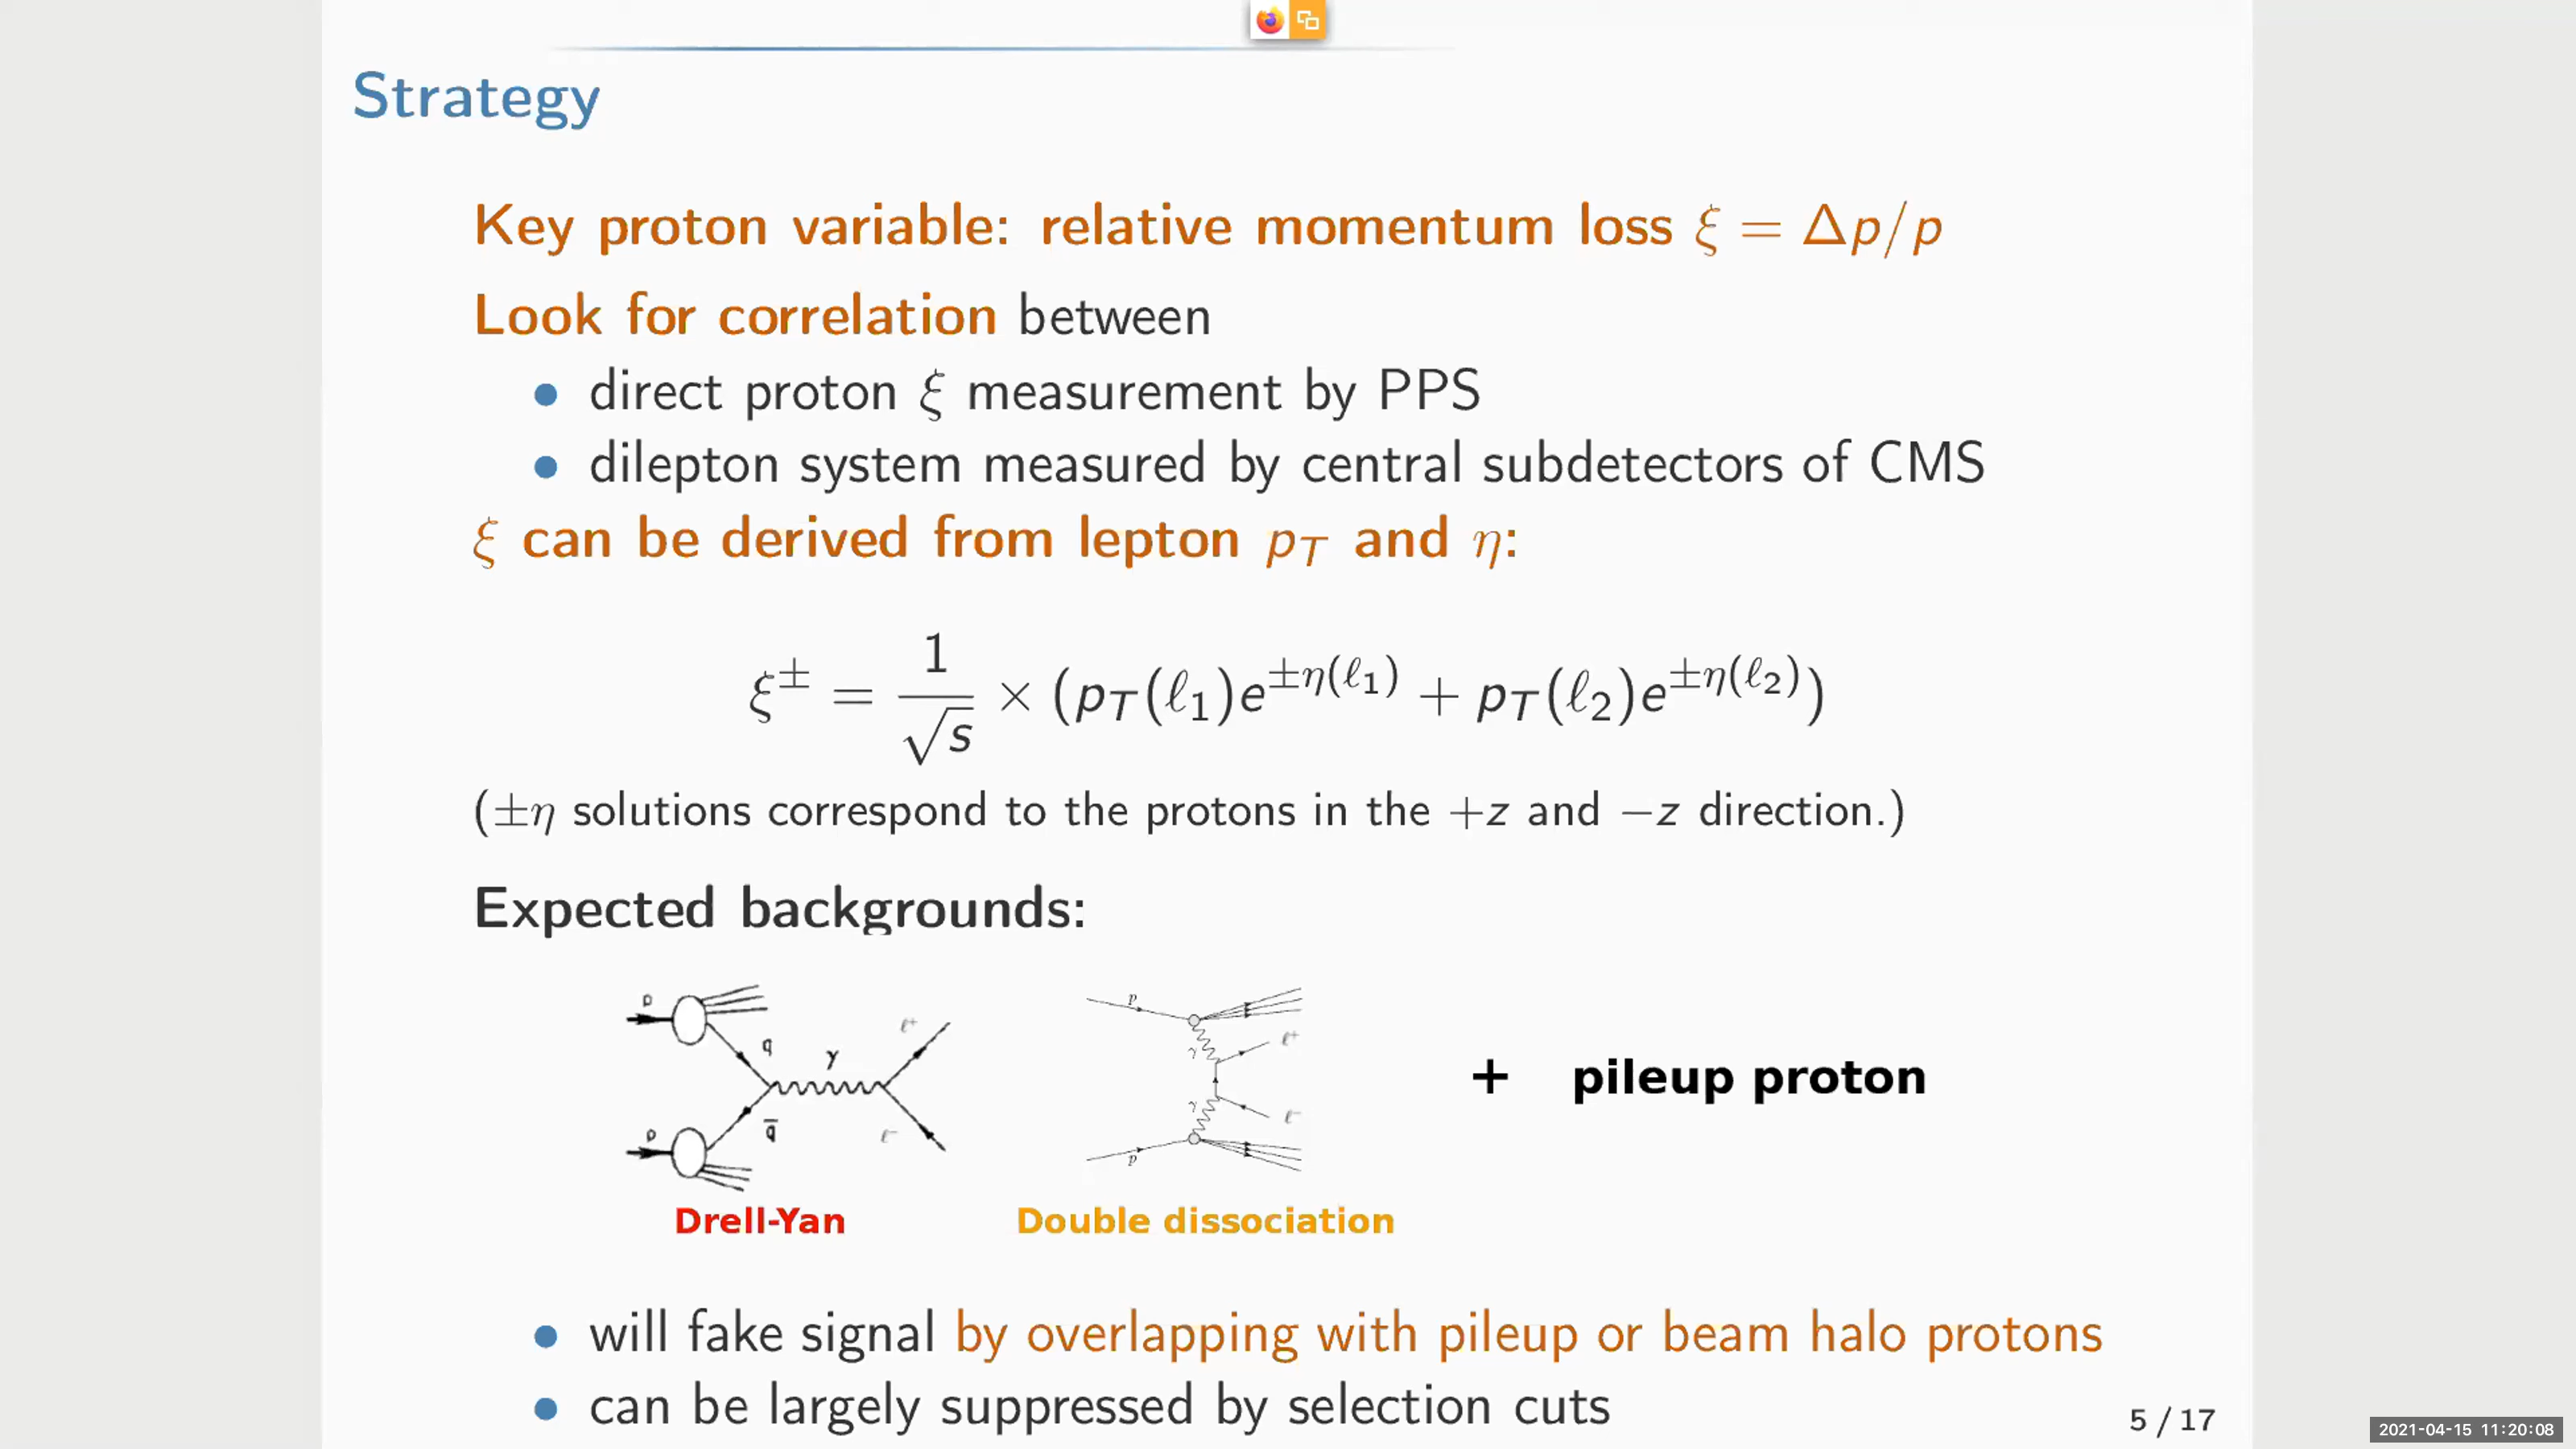 Strategy
Key proton variable: relative momentum loss ξ = Δp/p
Look for correlation between
• direct proton ξ measurement by PPS
• dilepton system measured by central subdetectors of CMS
ξ can be derived from lepton p_T and η:
ξ^± = 1/√s × (p_T(ℓ_1)e^{±η(ℓ_1)} + p_T(ℓ_2)e^{±η(ℓ_2)})
(±η solutions correspond to the protons in the +z and −z direction.)
Expected backgrounds:
p q γ ℓ+
p q̄ ℓ−
p γ ℓ+
p γ ℓ−
+ pileup proton
Drell-Yan
Double dissociation
• will fake signal by overlapping with pileup or beam halo protons
• can be largely suppressed by selection cuts
5 / 17
2021-04-15 11:20:08